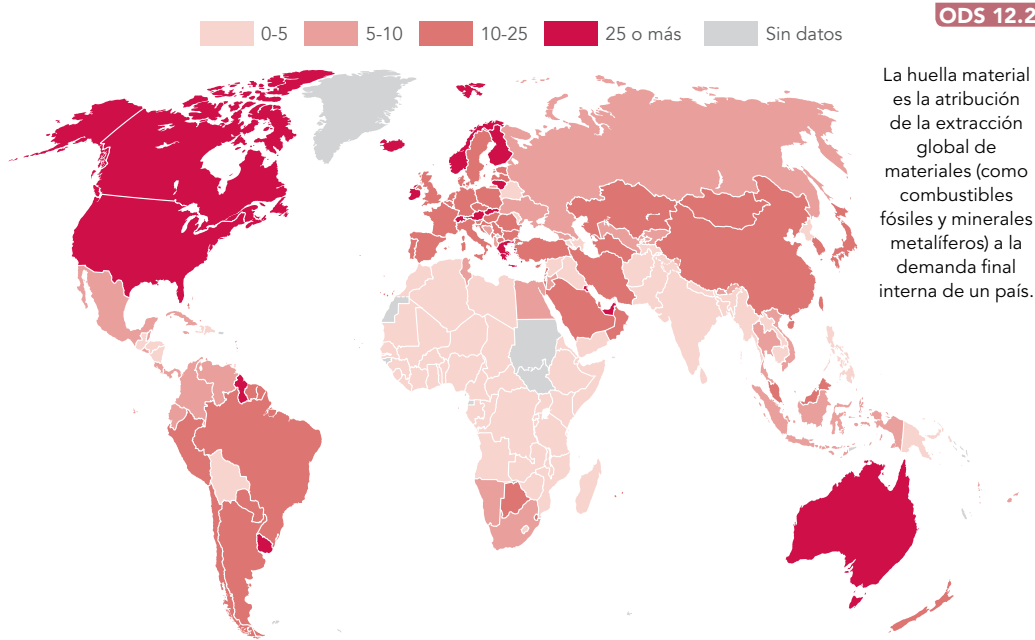 ODS 12.2
0-5
5-10
10-25
25 o más
Sin datos
La huella material
es la atribución
de la extracción
global de
materiales (como
combustibles
fósiles y minerales
metalíferos) a la
demanda final
interna de un país.